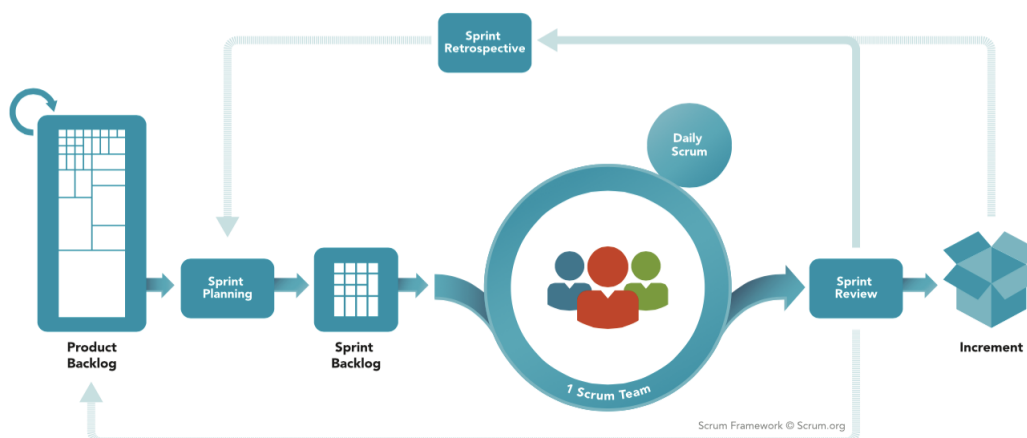 Sprint
Retrospective
Daily
Scrum
Sprint
Planning
Sprint
Review
Product
Backlog
Sprint
Backlog
1 Scrum Team
Increment
Scrum Framework © Scrum.org